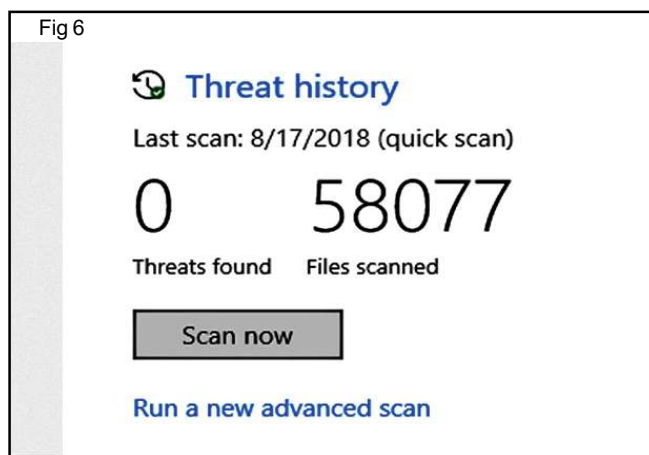 Fig 6
Threat history
Last scan: 8/17/2018 (quick scan)
0 58077
Threats found Files scanned
Scan now
Run a new advanced scan